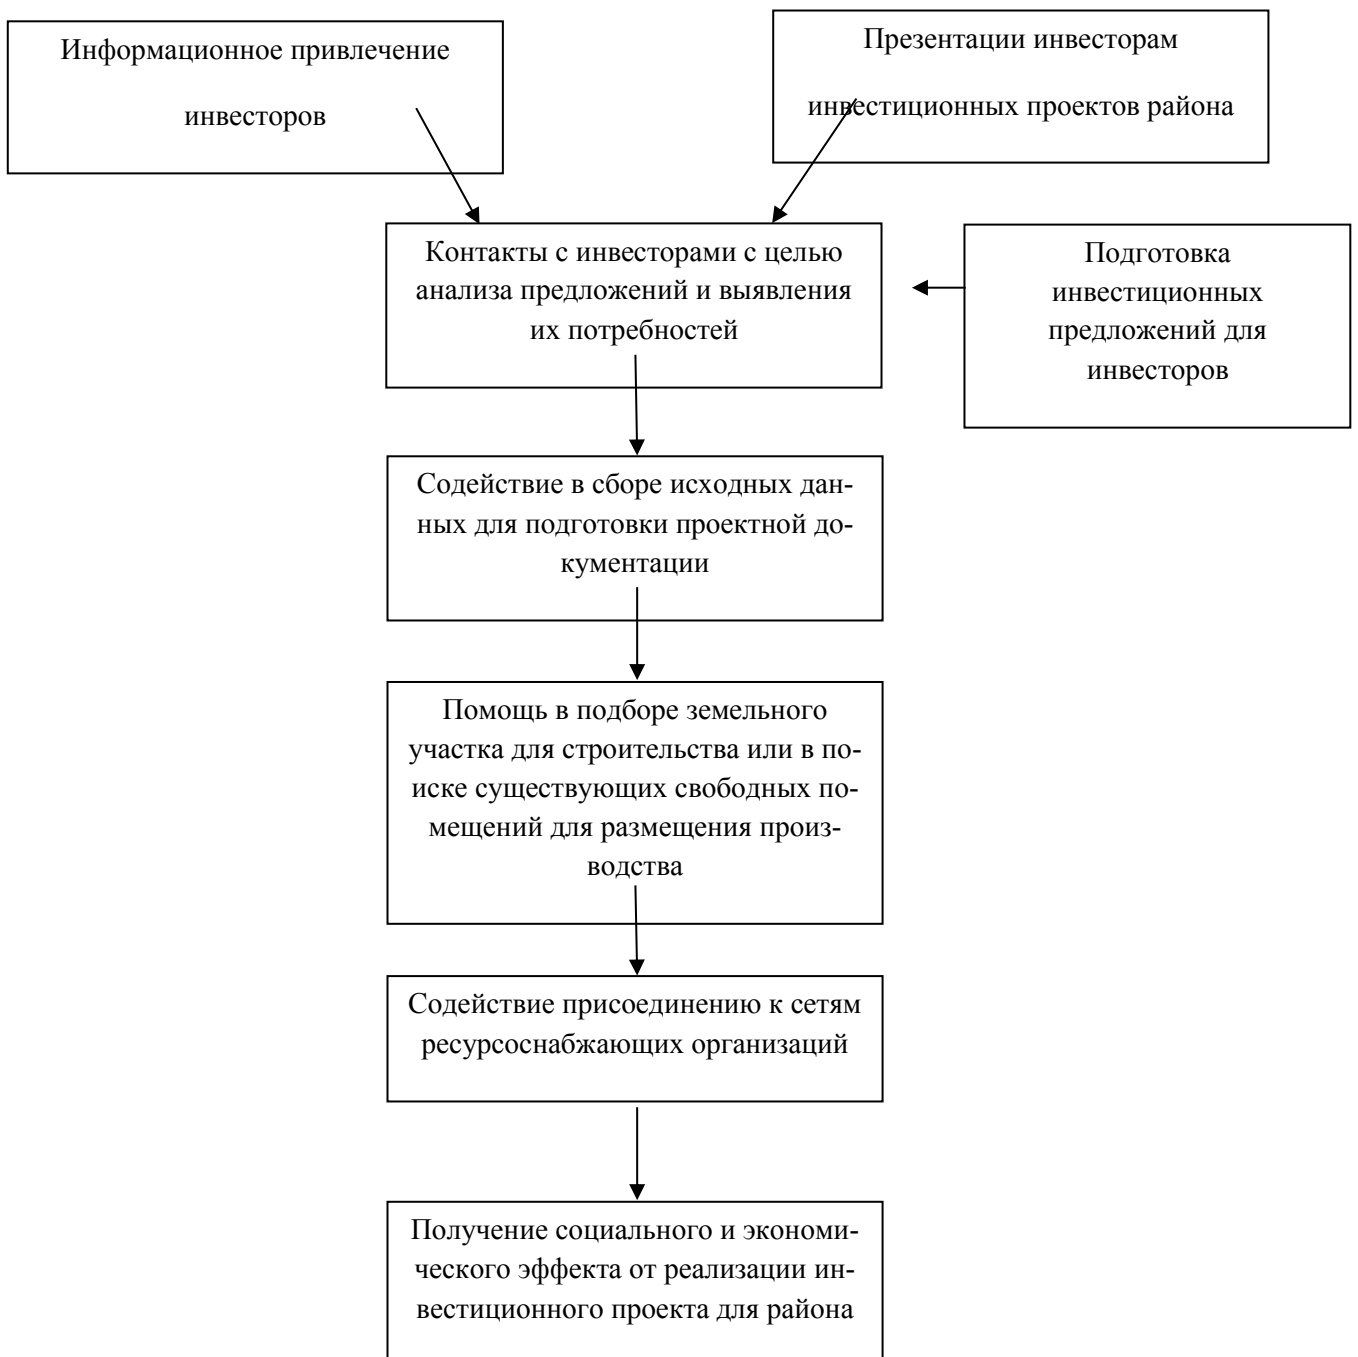 Информационное привлечение
инвесторов
Презентации инвесторам
инвестиционных проектов района
Контакты с инвесторами с целью
анализа предложений и выявления
их потребностей
Подготовка
инвестиционных
предложений для
инвесторов
Содействие в сборе исходных дан-
ных для подготовки проектной до-
кументации
Помощь в подборе земельного
участка для строительства или в по-
иске существующих свободных по-
мещений для размещения произ-
водства
Содействие присоединению к сетям
ресурсоснабжающих организаций
Получение социального и экономи-
ческого эффекта от реализации ин-
вестиционного проекта для района